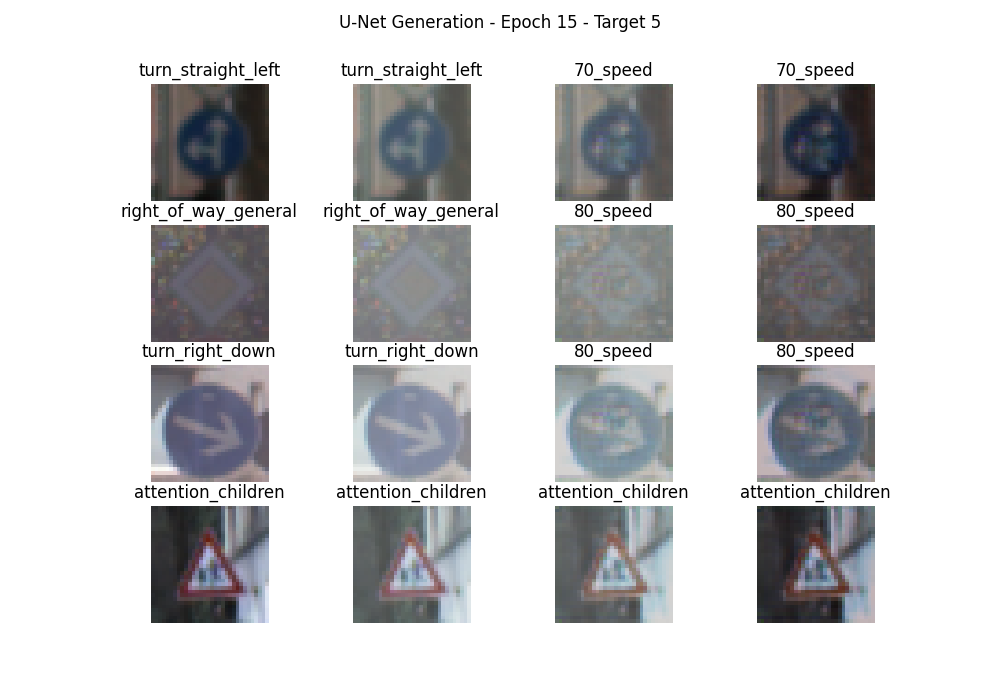 U-Net Generation - Epoch 15 - Target 5
turn_straight_left turn_straight_left 70_speed 70_speed
right_of_way_general right_of_way_general 80_speed 80_speed
turn_right_down turn_right_down 80_speed 80_speed
attention_children attention_children attention_children attention_children